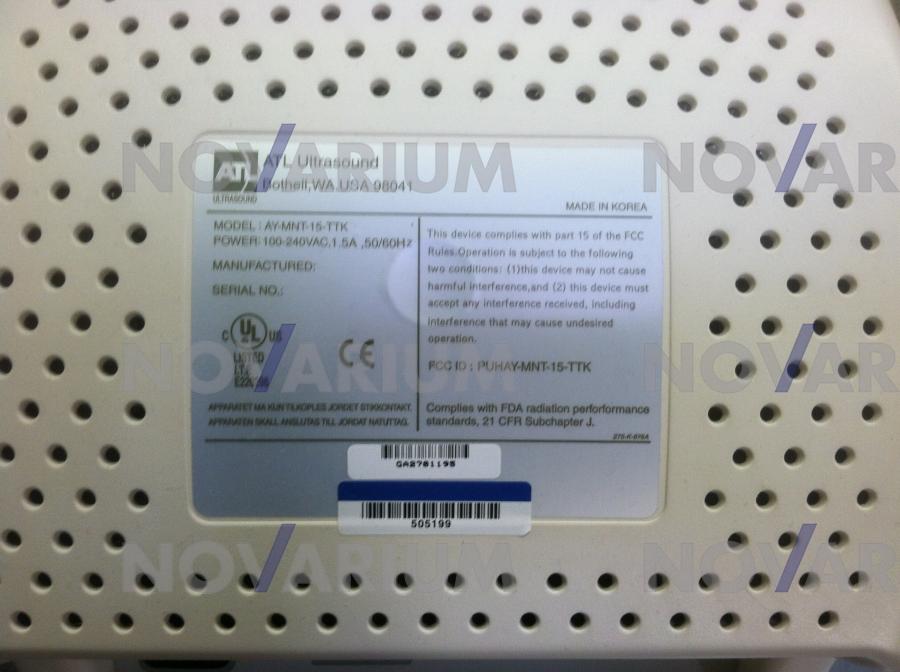 NOVARIUM
NOVAR
ATL
ULTRASOUND
ATL Ultrasound
Bothell,WA.USA 98041
MADE IN KOREA
MODEL : AY-MNT-15-TTK
POWER: 100-240VAC,1.5A ,50/60Hz
MANUFACTURED:
SERIAL NO.:
This device complies with part 15 of the FCC
Rules.Operation is subject to the following
two conditions: (1)this device may not cause
harmful interference,and (2) this device must
accept any interference received, including
interference that may cause undesired
operation.
C UL US
LISTED
CE
FCC ID : PUHAY-MNT-15-TTK
NOVARIUM
NOVAR
APPARATET MA KUN TILKOPLES JORDET STIKKONTAKT.
APPARATEN SKALL ANSLUTAS TILL JORDAT NATUTTAG.
Complies with FDA radiation perforformance
standards, 21 CFR Subchapter J.
GA2701195
505199
NOVARIUM
NOVAR